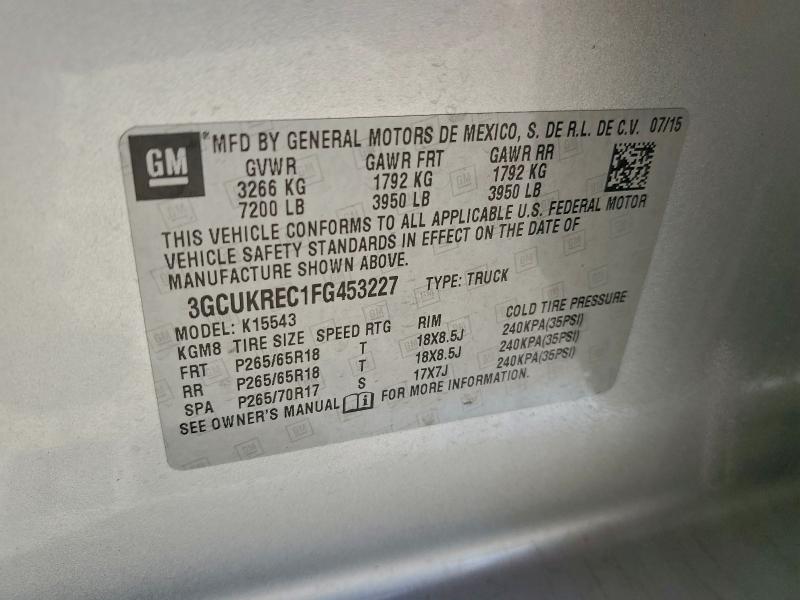 GM
*MFD BY GENERAL MOTORS DE MEXICO, S. DE R.L. DE C.V. 07/15
GVWR GAWR FRT GAWR RR
3266 KG 1792 KG 1792 KG
7200 LB 3950 LB 3950 LB
THIS VEHICLE CONFORMS TO ALL APPLICABLE U.S. FEDERAL MOTOR
VEHICLE SAFETY STANDARDS IN EFFECT ON THE DATE OF
MANUFACTURE SHOWN ABOVE.
3GCUKREC1FG453227 TYPE: TRUCK
MODEL: K15543
KGM8 TIRE SIZE SPEED RTG RIM COLD TIRE PRESSURE
FRT P265/65R18 T 18X8.5J 240KPA(35PSI)
RR P265/65R18 T 18X8.5J 240KPA(35PSI)
SPA P265/70R17 S 17X7J 240KPA(35PSI)
SEE OWNER'S MANUAL i FOR MORE INFORMATION.